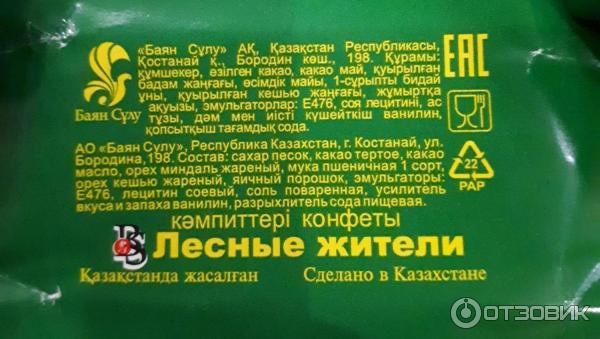 «Баян Сұлу» АҚ, Қазақстан Республикасы,
Қостанай қ., Бородин көш., 198. Құрамы:
құмшекер, өзілген какао, какао май, қуырылған
бадам жаңғағы, өсімдік майы, 1-сұрыпты бидай
ұны, қуырылған кешью жаңғағы, жұмыртқа
ақуызы, эмульгаторлар: Е476, соя лецитині, ас
тұзы, дәм мен иісті күшейткіш ванилин,
қопсытқыш тағамдық сода.
Баян Сұлу
EAC
АО «Баян Сулу», Республика Казахстан, г. Костанай, ул.
Бородина,198. Состав: сахар песок, какао тертое, какао
масло, орех миндаль жареный, мука пшеничная 1 сорт,
орех кешью жареный, яичный порошок, эмульгаторы:
Е476, лецитин соевый, соль поваренная, усилитель
вкуса и запаха ванилин, разрыхлитель сода пищевая.
22
PAP
кәмпиттері конфеты
BS Лесные жители
Қазақстанда жасалған Сделано в Казахстане
ОТЗОВИК